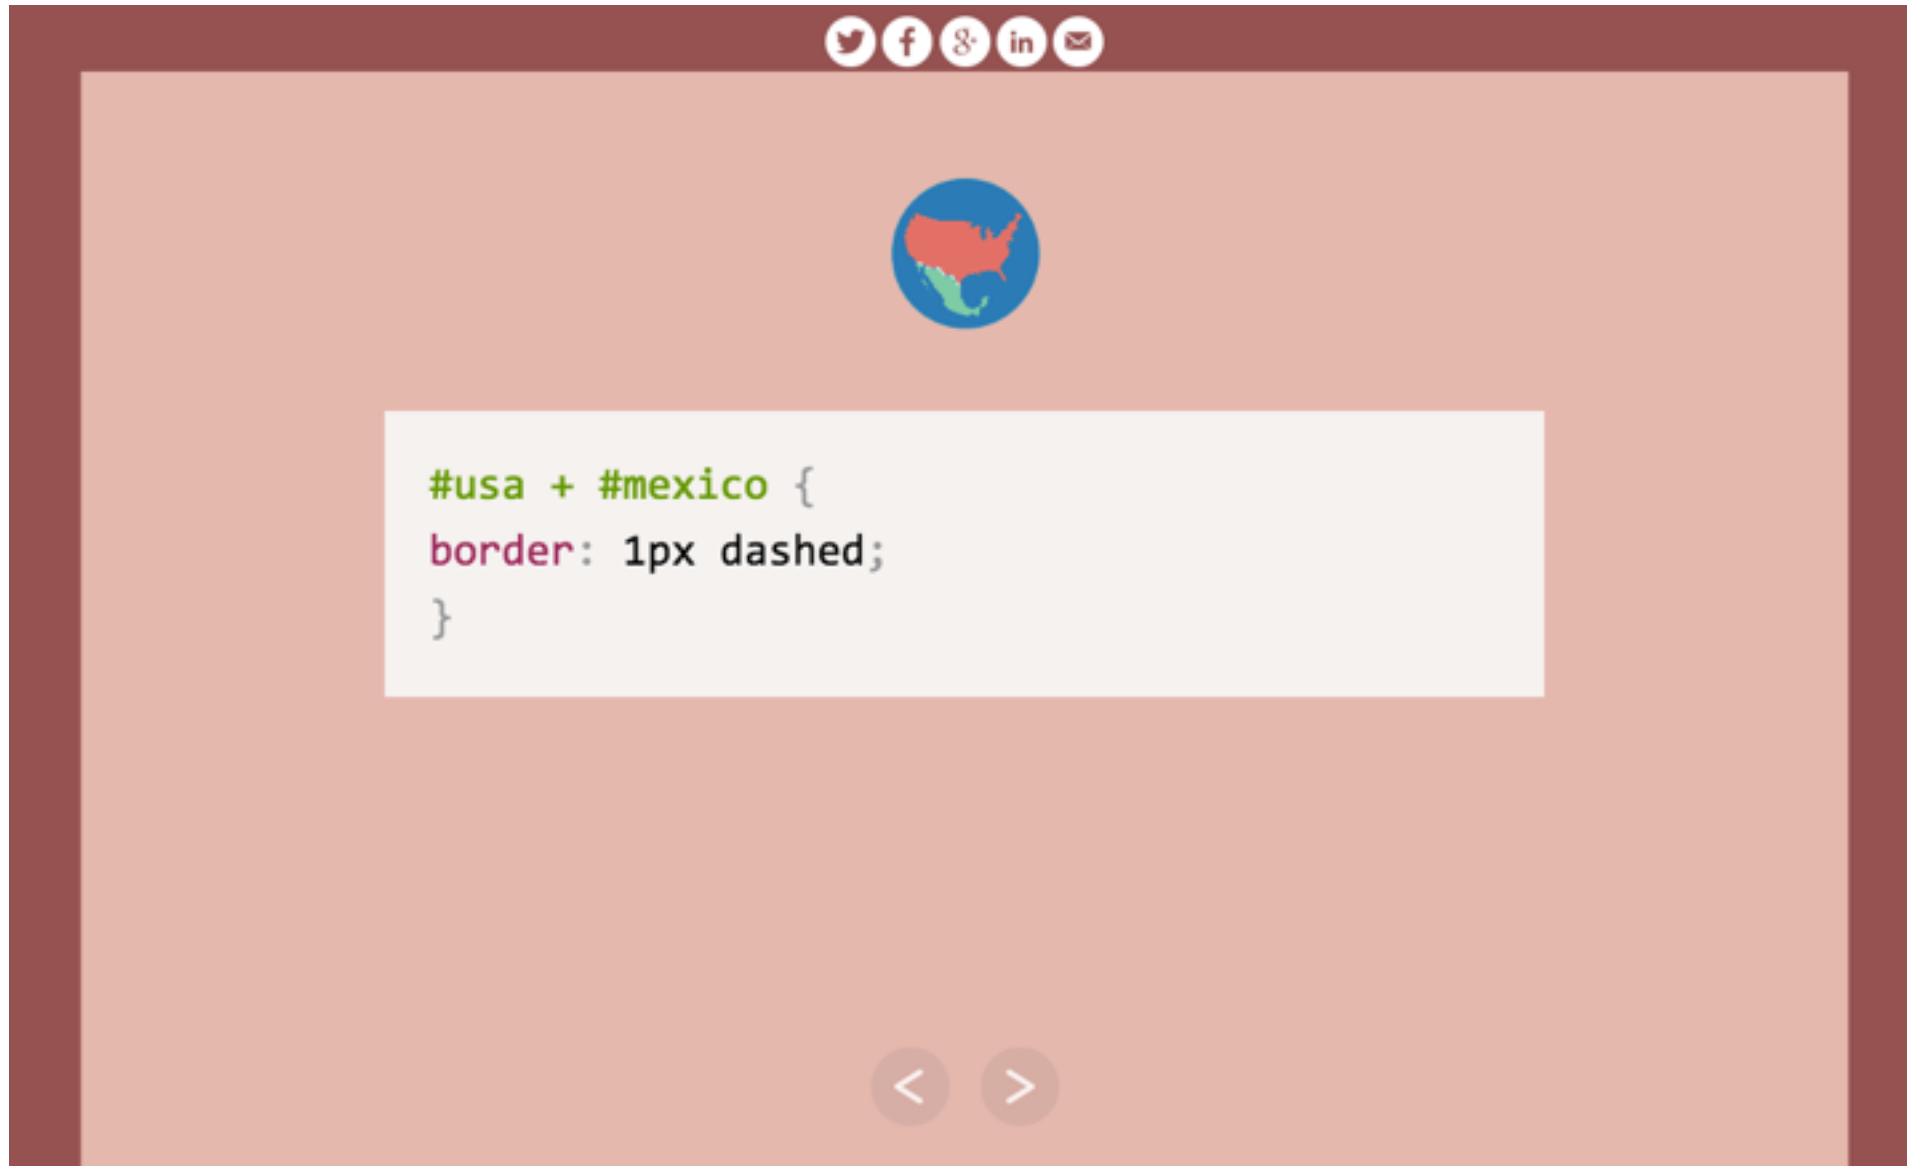 #usa + #mexico {
border: 1px dashed;
}
< >